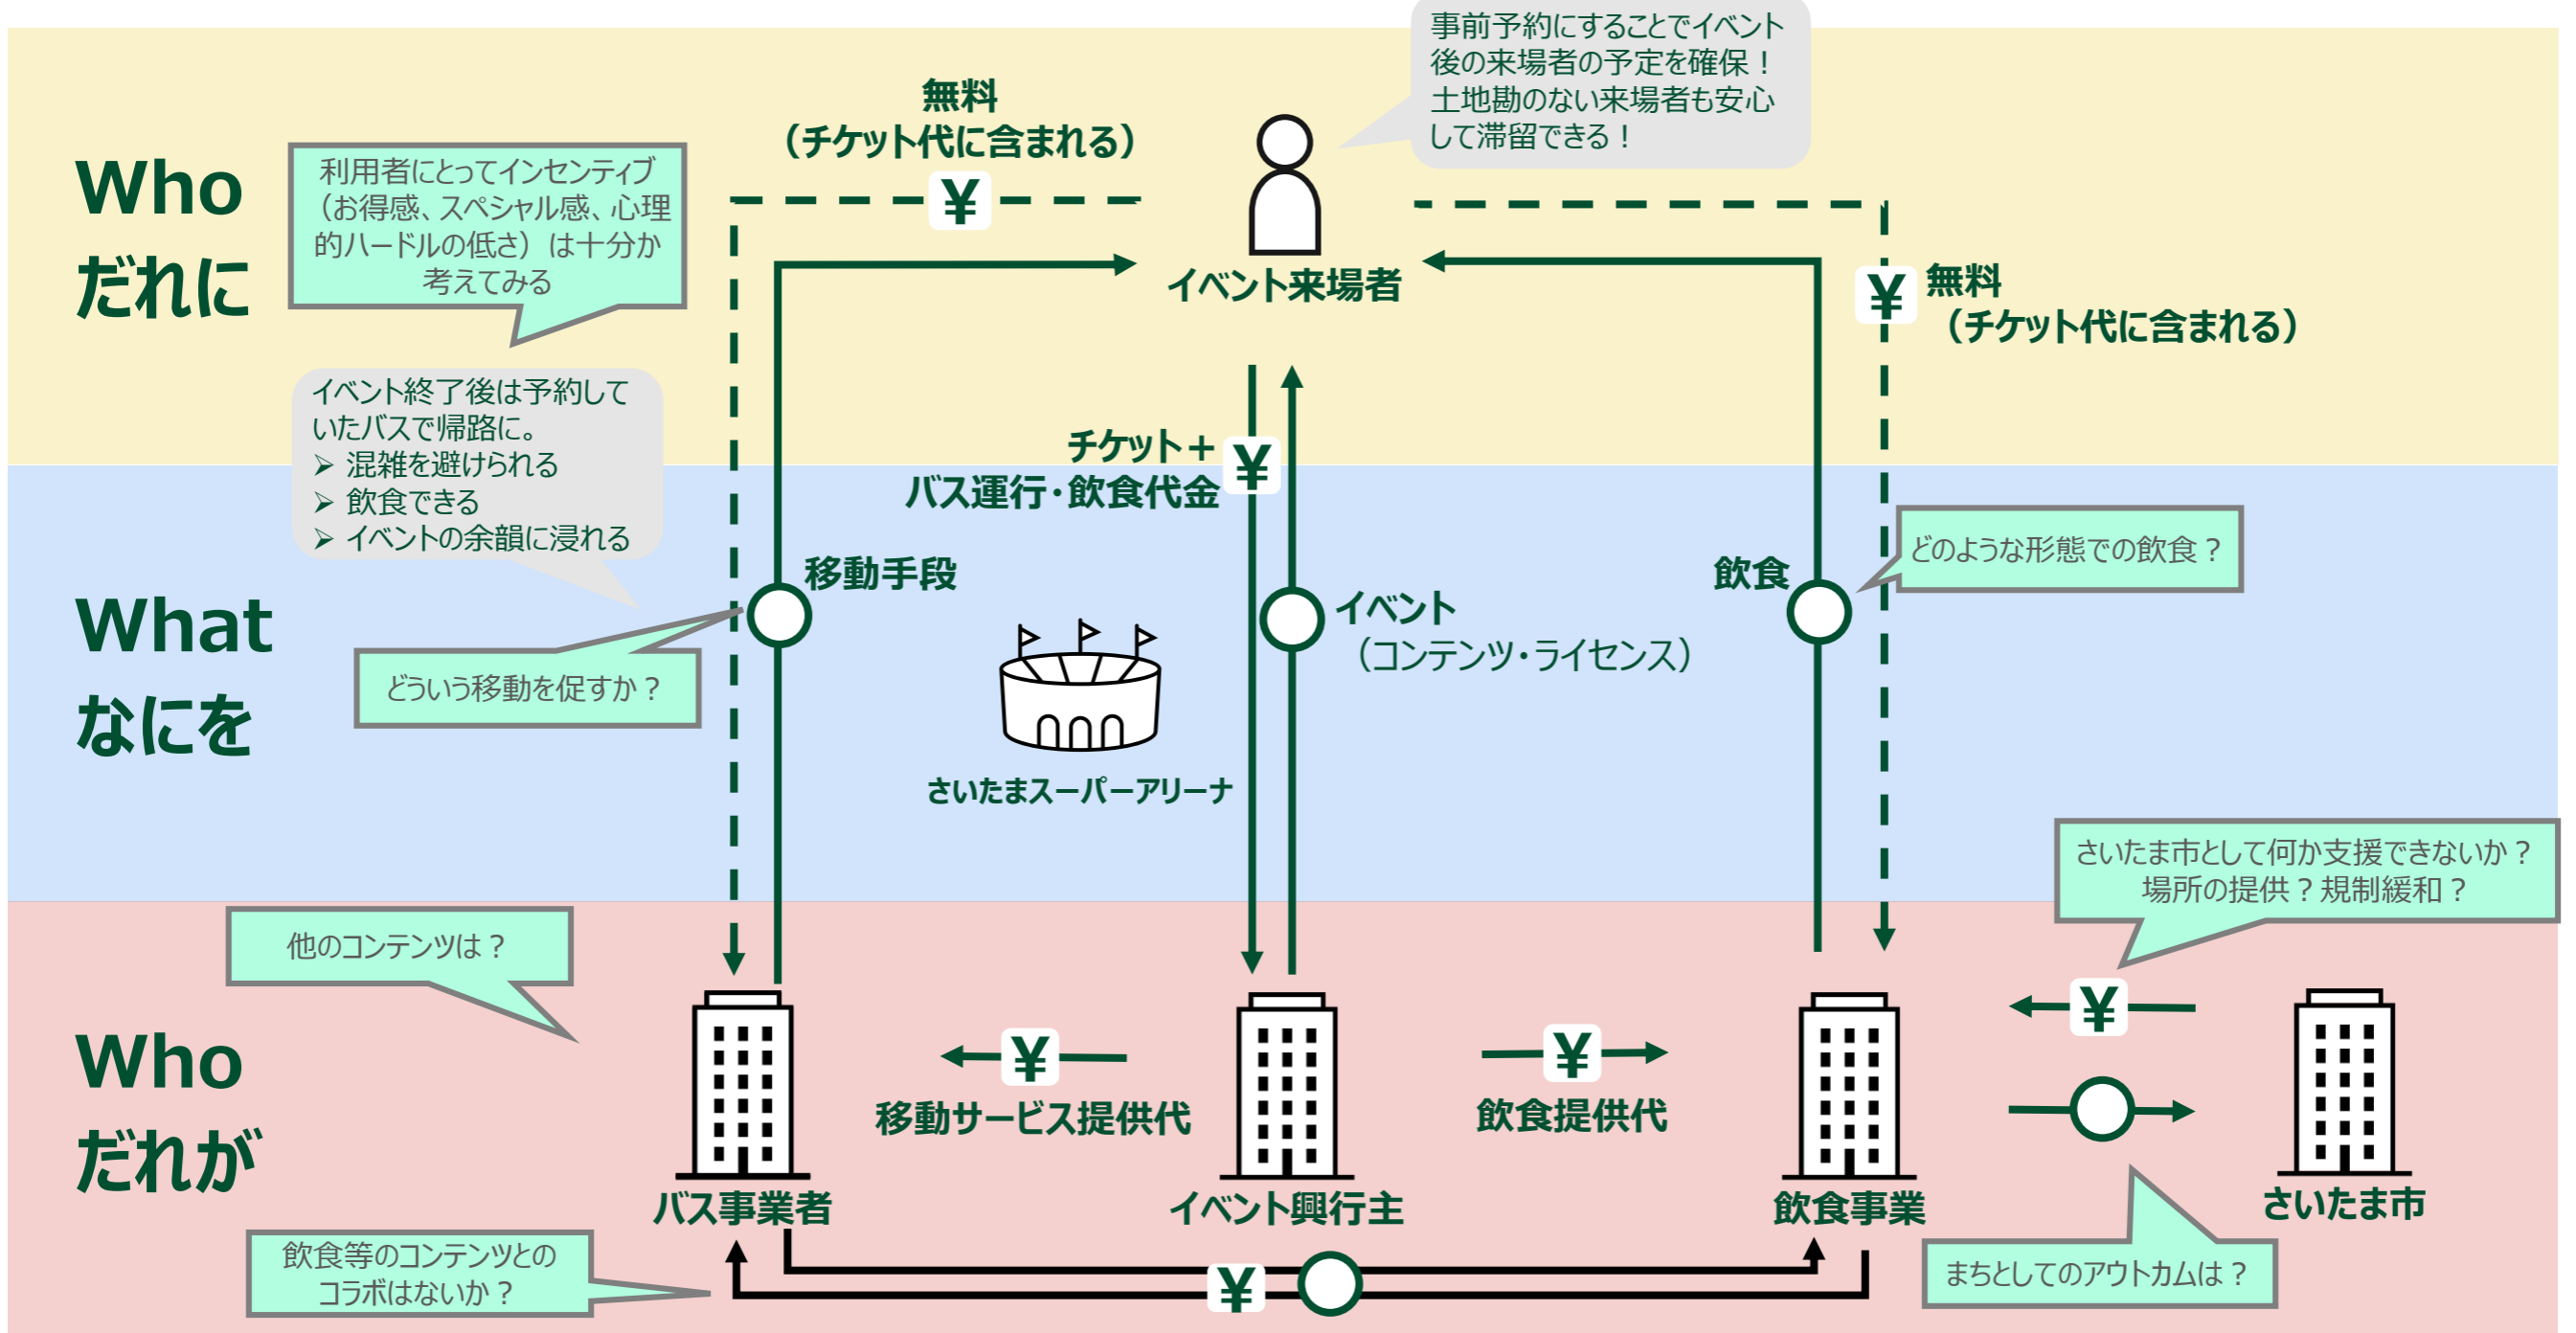 事前予約にすることでイベント
後の来場者の予定を確保！
土地勘のない来場者も安心
して滞留できる！
無料
（チケット代に含まれる）
¥
Who
だれに
利用者にとってインセンティブ
（お得感、スペシャル感、心理
的ハードルの低さ）は十分か
考えてみる
イベント来場者
¥
無料
（チケット代に含まれる）
イベント終了後は予約して
いたバスで帰路に。
➢ 混雑を避けられる
➢ 飲食できる
➢ イベントの余韻に浸れる
チケット＋
バス運行・飲食代金
¥
What
なにを
移動手段
イベント
（コンテンツ・ライセンス）
飲食
どのような形態での飲食？
どういう移動を促すか？
さいたまスーパーアリーナ
さいたま市として何か支援できないか？
場所の提供？規制緩和？
他のコンテンツは？
Who
だれが
¥
移動サービス提供代
¥
飲食提供代
¥
バス事業者
イベント興行主
飲食事業
さいたま市
飲食等のコンテンツとの
コラボはないか？
¥
まちとしてのアウトカムは？